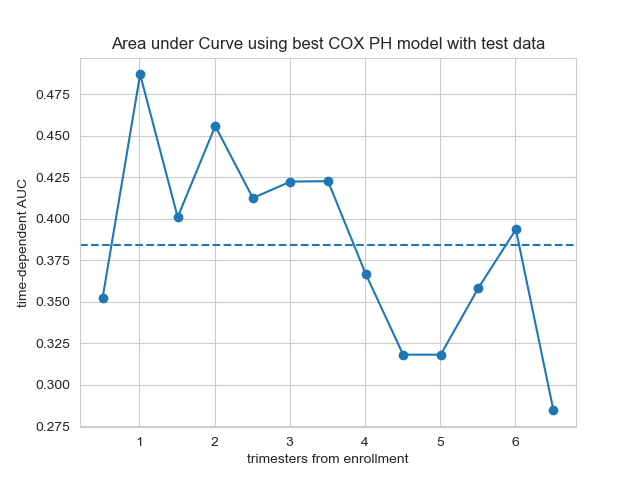 Area under Curve using best COX PH model with test data
0.475
0.450
0.425
0.400
0.375
0.350
0.325
0.300
0.275
time-dependent AUC
1 2 3 4 5 6
trimesters from enrollment